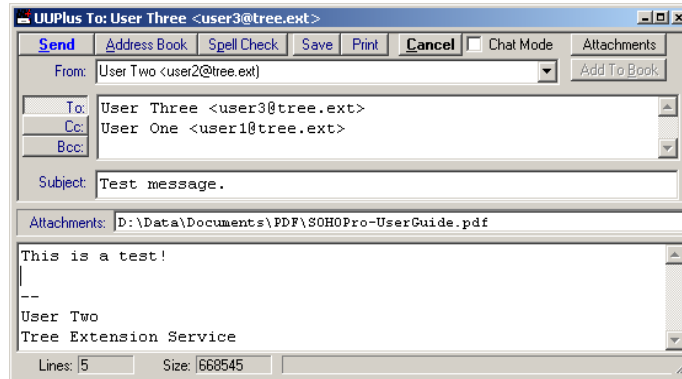 UUPlus To: User Three <user3@tree.ext>
Send Address Book Spell Check Save Print Cancel Chat Mode Attachments
From: User Two <user2@tree.ext) Add To Book
To: User Three <user3@tree.ext>
Cc: User One <user1@tree.ext>
Bcc:
Subject: Test message.
Attachments: D:\Data\Documents\PDF\SOHOPro-UserGuide.pdf
This is a test!
--
User Two
Tree Extension Service
Lines: 5 Size: 668545